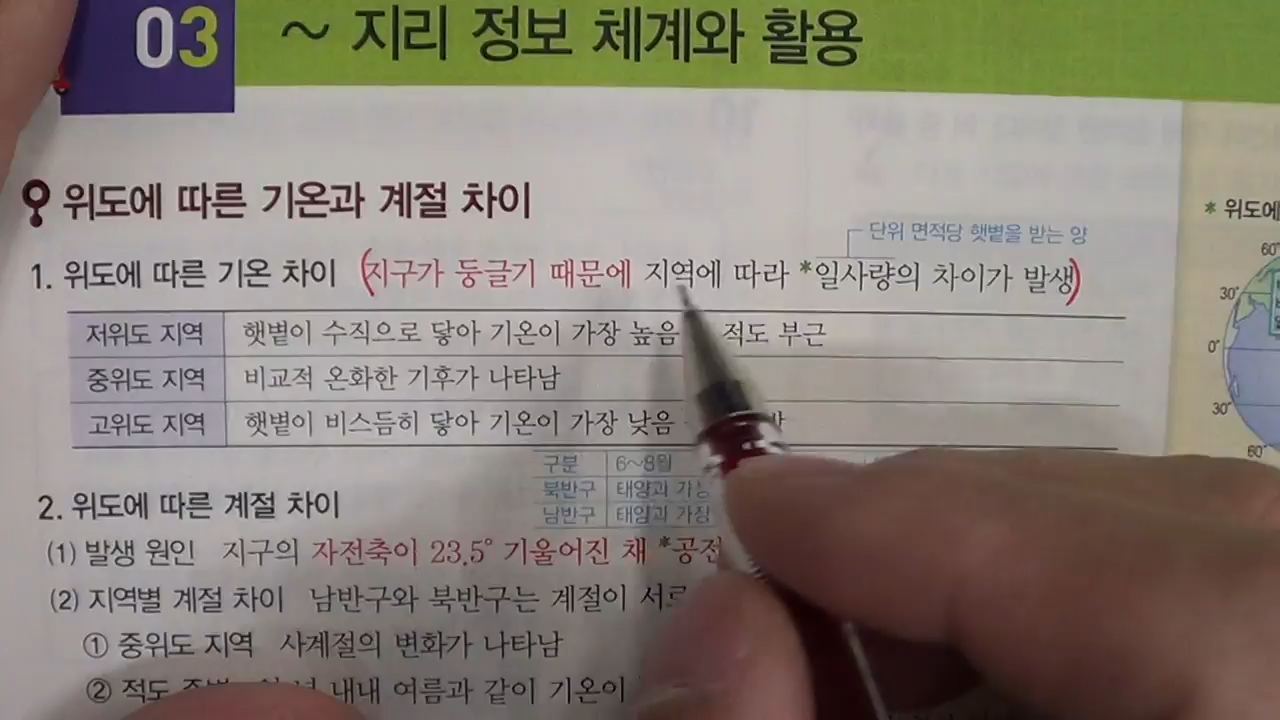 03 ~ 지리 정보 체계와 활용
위도에 따른 기온과 계절 차이
* 위도에
단위 면적당 햇볕을 받는 양
1. 위도에 따른 기온 차이 (지구가 둥글기 때문에 지역에 따라 *일사량의 차이가 발생)
저위도 지역 햇볕이 수직으로 닿아 기온이 가장 높음 적도 부근
중위도 지역 비교적 온화한 기후가 나타남
고위도 지역 햇볕이 비스듬히 닿아 기온이 가장 낮음
구분 6~8월
북반구 태양과
남반구 태양과
2. 위도에 따른 계절 차이
(1) 발생 원인 지구의 자전축이 23.5° 기울어진 채 *공전
(2) 지역별 계절 차이 남반구와 북반구는 계절이 서로
① 중위도 지역 사계절의 변화가 나타남
② 적도 내내 여름과 같이 기온이
60°
30°
0°
30°
60°